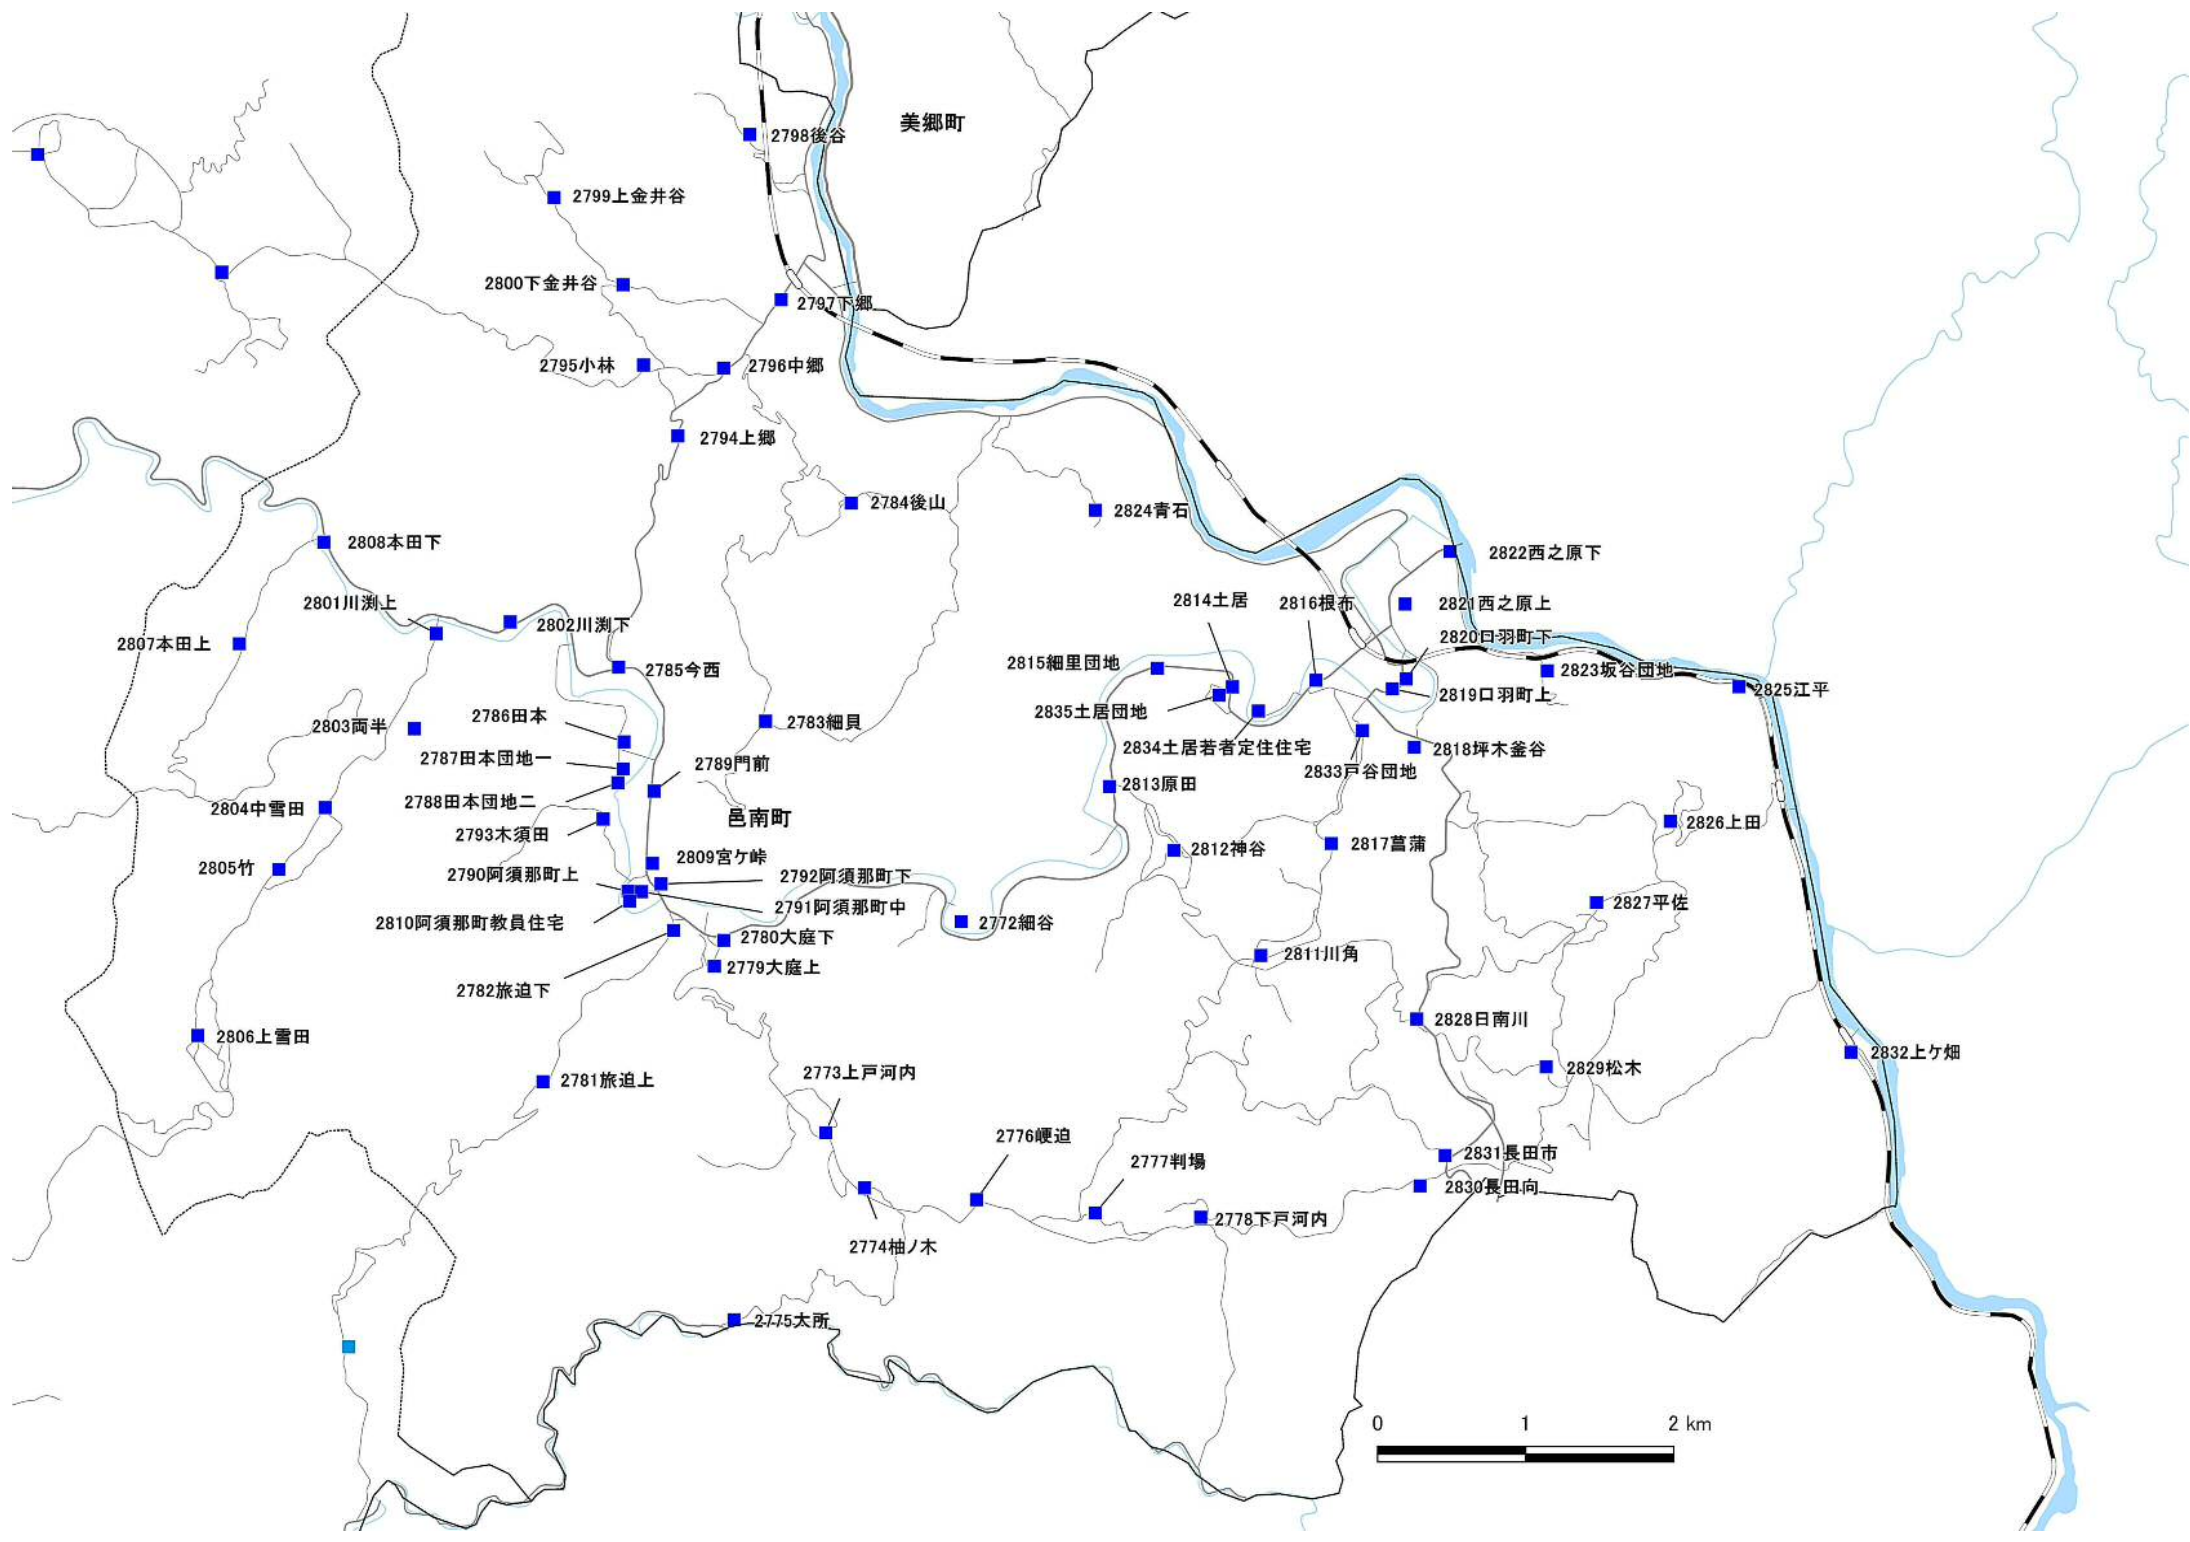 美郷町
2798後谷
2799上金井谷
2800下金井谷
2797下郷
2795小林
2796中郷
2794上郷
2784後山
2824青石
2808本田下
2822西之原下
2801川渕上
2814土居
2816根布
2821西之原上
2802川渕下
2820口羽町下
2807本田上
2815細里団地
2785今西
2823坂谷団地
2825江平
2819口羽町上
2835土居団地
2786田本
2803両半
2783細貝
2834土居若者定住住宅
2818坪木釜谷
2787田本団地一
2789門前
2833戸谷団地
2813原田
2788田本団地二
2804中雪田
邑南町
2826上田
2793木須田
2817菖蒲
2812神谷
2809宮ケ峠
2805竹
2790阿須那町上
2792阿須那町下
2791阿須那町中
2827平佐
2810阿須那町教員住宅
2772細谷
2780大庭下
2811川角
2779大庭上
2782旅迫下
2828日南川
2806上雪田
2832上ケ畑
2829松木
2773上戸河内
2781旅迫上
2776峺迫
2831長田市
2777判場
2830長田向
2778下戸河内
2774柚ノ木
2775太所
0 1 2 km